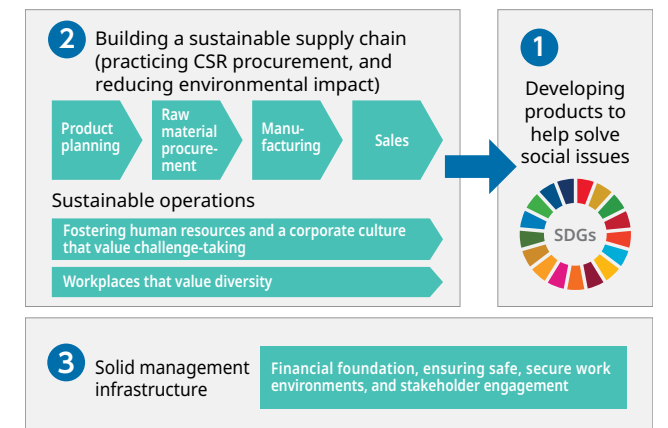 2
Building a sustainable supply chain
(practicing CSR procurement, and
reducing environmental impact)
Product
planning
Raw
material
procure-
ment
Manu-
facturing
Sales
Sustainable operations
Fostering human resources and a corporate culture
that value challenge-taking
Workplaces that value diversity
1
Developing
products to
help solve
social issues
SDGs
3
Solid management
infrastructure
Financial foundation, ensuring safe, secure work
environments, and stakeholder engagement